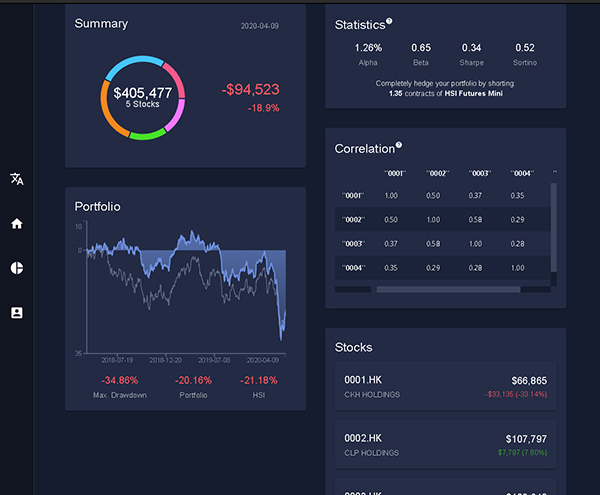 Summary
2020-04-09
$405,477
5 Stocks
-$94,523
-18.9%
Portfolio
10
0
35
2018-07-19 2018-12-20 2019-07-08 2020-04-09
-34.86% -20.16% -21.18%
Max. Drawdown Portfolio HSI
Statistics?
1.26% 0.65 0.34 0.52
Alpha Beta Sharpe Sortino
Completely hedge your portfolio by shorting:
1.35 contracts of HSI Futures Mini
Correlation?
"0001" "0002" "0003" "0004" "
"0001" 1.00 0.50 0.37 0.35
"0002" 0.50 1.00 0.58 0.29
"0003" 0.37 0.58 1.00 0.28
"0004" 0.35 0.29 0.28 1.00
Stocks
0001.HK $66,865
CKH HOLDINGS -$33,135 (-33.14%)
0002.HK $107,797
CLP HOLDINGS $7,797 (7.80%)